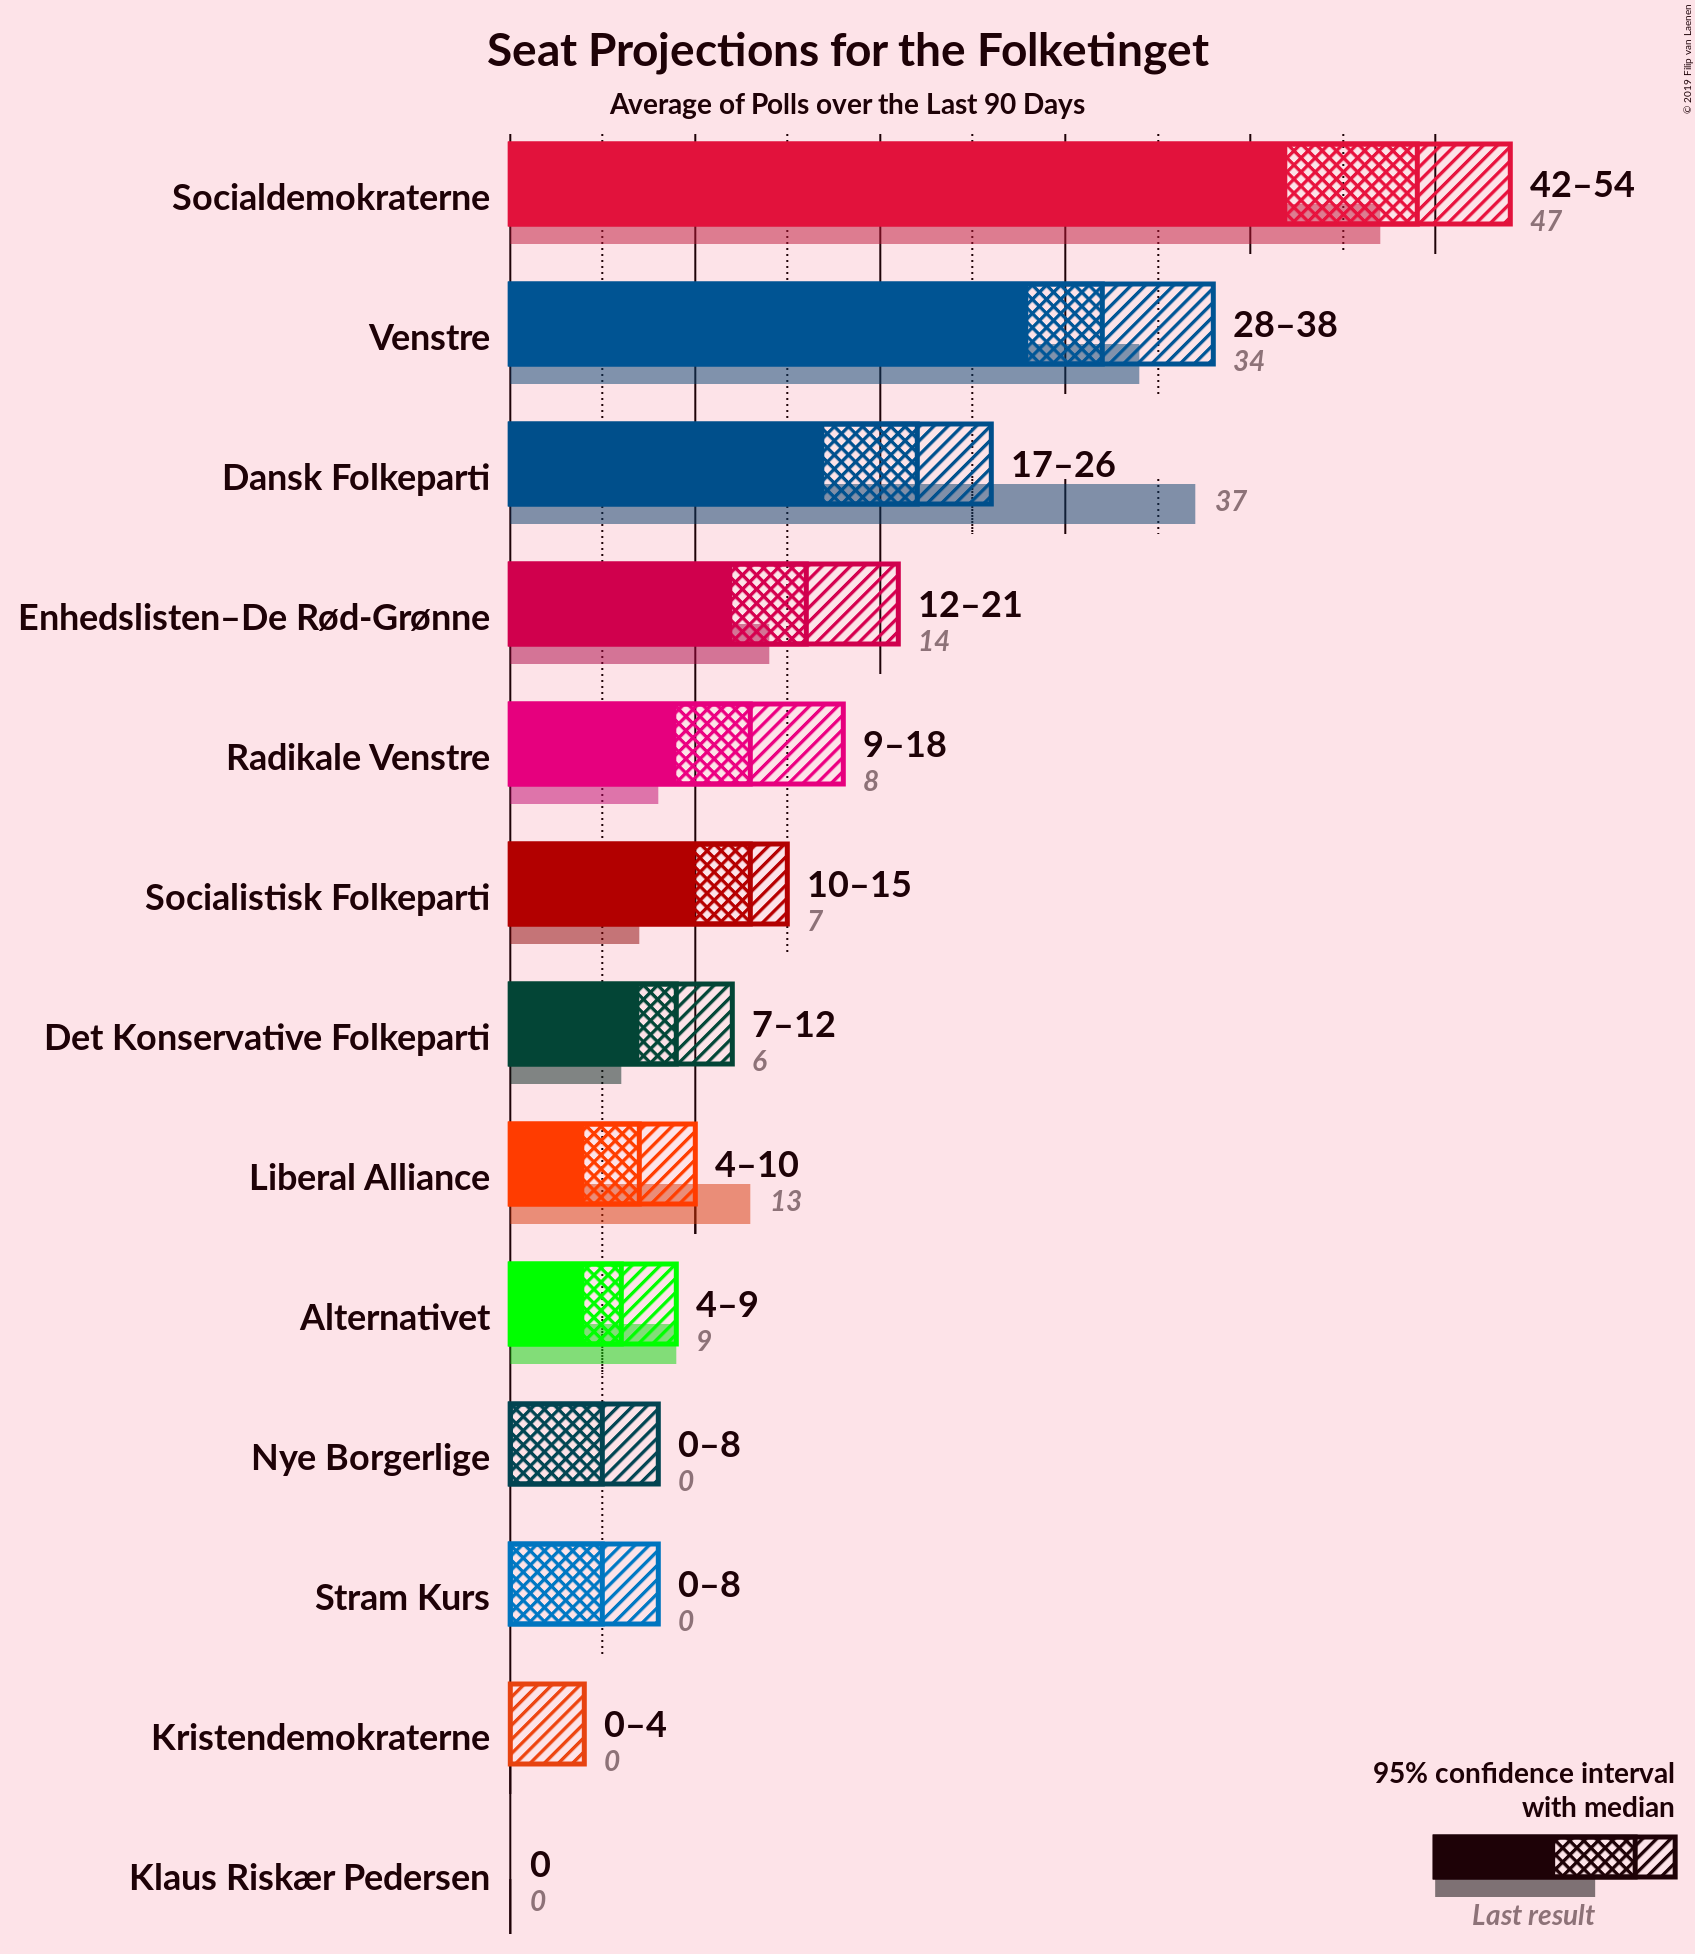 Seat Projections for the Folketinget
Average of Polls over the Last 90 Days
© 2019 Filip van Laenen
Socialdemokraterne
42–54
47
Venstre
28–38
34
Dansk Folkeparti
17–26
37
Enhedslisten–De Rød-Grønne
12–21
14
Radikale Venstre
9–18
8
Socialistisk Folkeparti
10–15
7
Det Konservative Folkeparti
7–12
6
Liberal Alliance
4–10
13
Alternativet
4–9
9
Nye Borgerlige
0–8
0
Stram Kurs
0–8
0
Kristendemokraterne
0–4
0
Klaus Riskær Pedersen
0
0
95% confidence interval
with median
Last result